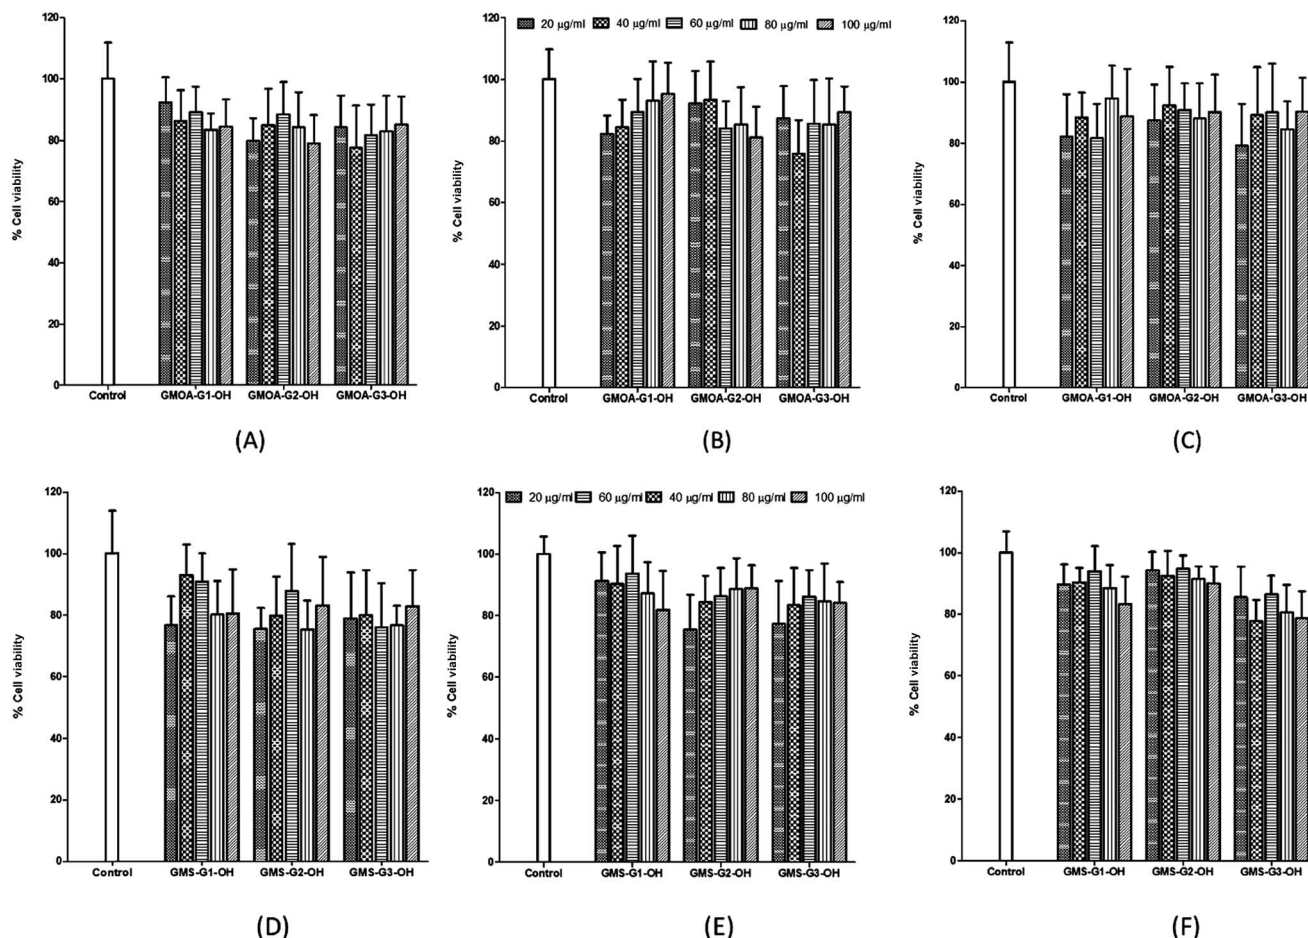 120
100
80
60
40
20
0
% Cell viability
Control
GMOA-G1-OH
GMOA-G2-OH
GMOA-G3-OH
(A)
20 µg/ml 40 µg/ml 60 µg/ml 80 µg/ml 100 µg/ml
120
100
80
60
40
20
0
% Cell viability
Control
GMOA-G1-OH
GMOA-G2-OH
GMOA-G3-OH
(B)
120
100
80
60
40
20
0
% Cell viability
Control
GMOA-G1-OH
GMOA-G2-OH
GMOA-G3-OH
(C)
120
100
80
60
40
20
0
% Cell viability
Control
GMS-G1-OH
GMS-G2-OH
GMS-G3-OH
(D)
20 µg/ml 60 µg/ml 40 µg/ml 80 µg/ml 100 µg/ml
120
100
80
60
40
20
0
% Cell viability
Control
GMS-G1-OH
GMS-G2-OH
GMS-G3-OH
(E)
120
100
80
60
40
20
0
% Cell viability
Control
GMS-G1-OH
GMS-G2-OH
GMS-G3-OH
(F)